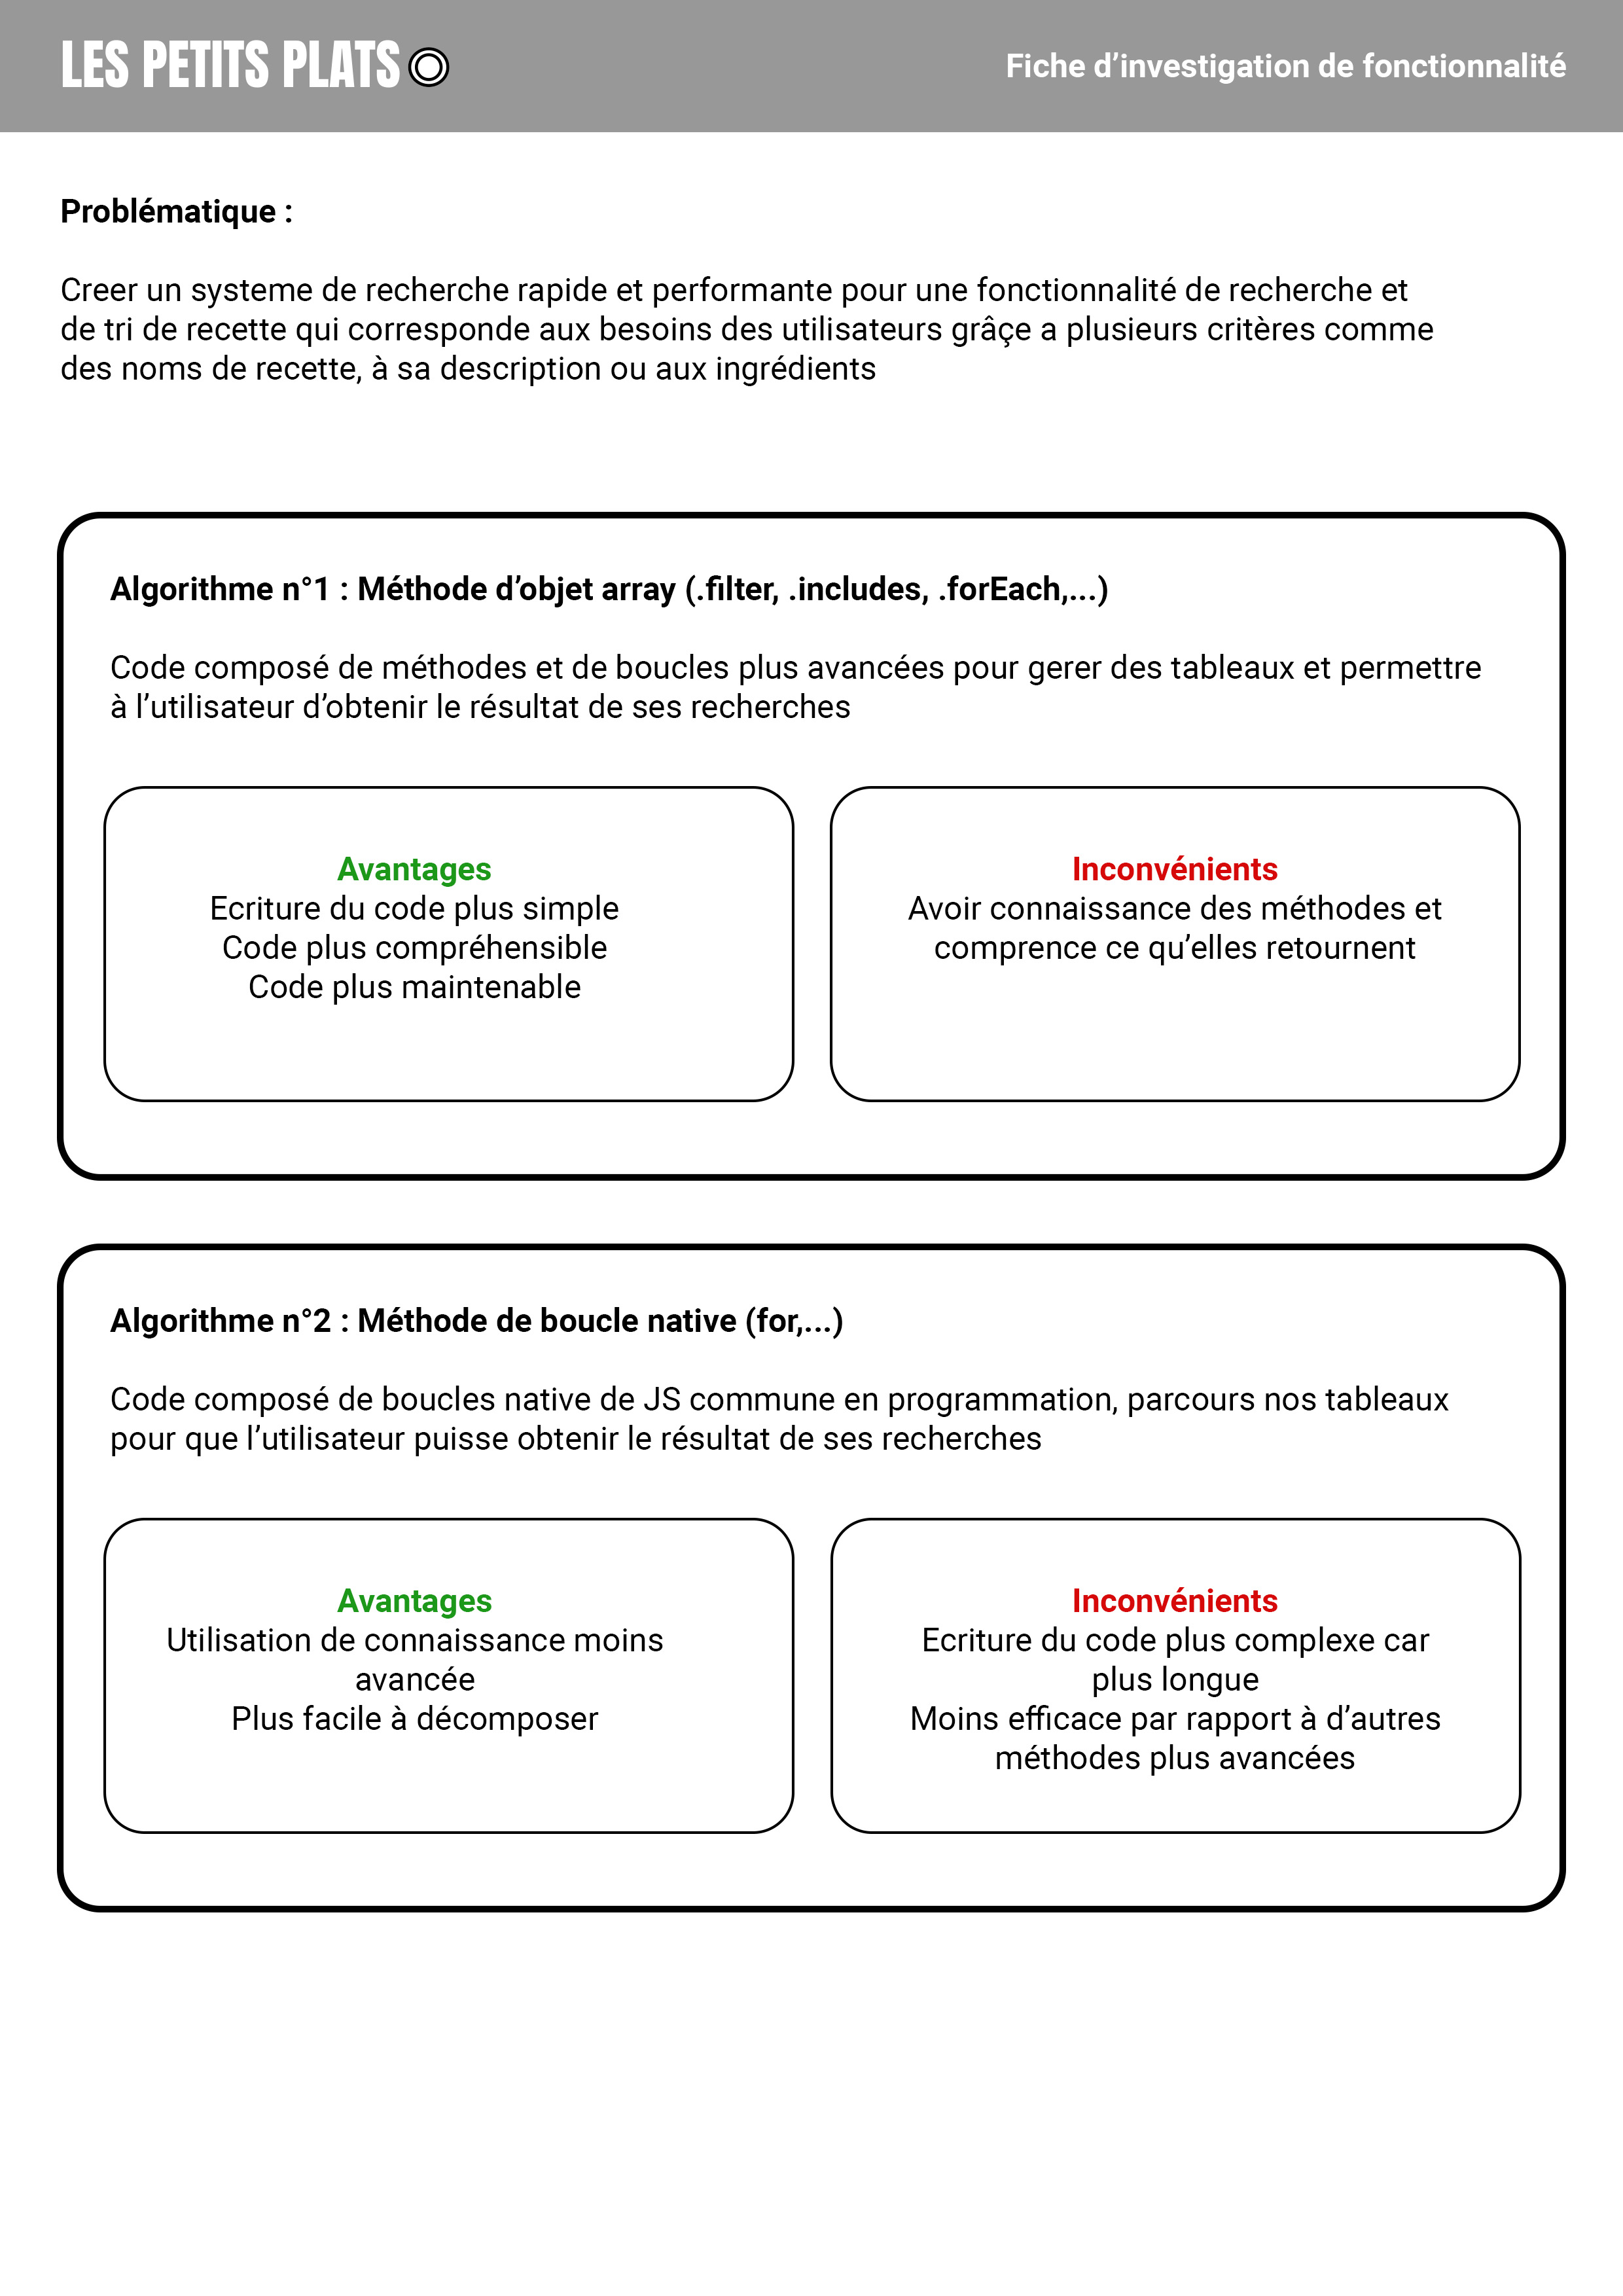 LES PETITS PLATS
Fiche d’investigation de fonctionnalité
Problématique :
Creer un systeme de recherche rapide et performante pour une fonctionnalité de recherche et
de tri de recette qui corresponde aux besoins des utilisateurs grâçe a plusieurs critères comme
des noms de recette, à sa description ou aux ingrédients
Algorithme n°1 : Méthode d’objet array (.filter, .includes, .forEach,...)
Code composé de méthodes et de boucles plus avancées pour gerer des tableaux et permettre
à l’utilisateur d’obtenir le résultat de ses recherches
Avantages
Ecriture du code plus simple
Code plus compréhensible
Code plus maintenable
Inconvénients
Avoir connaissance des méthodes et
comprence ce qu’elles retournent
Algorithme n°2 : Méthode de boucle native (for,...)
Code composé de boucles native de JS commune en programmation, parcours nos tableaux
pour que l’utilisateur puisse obtenir le résultat de ses recherches
Avantages
Utilisation de connaissance moins
avancée
Plus facile à décomposer
Inconvénients
Ecriture du code plus complexe car
plus longue
Moins efficace par rapport à d’autres
méthodes plus avancées